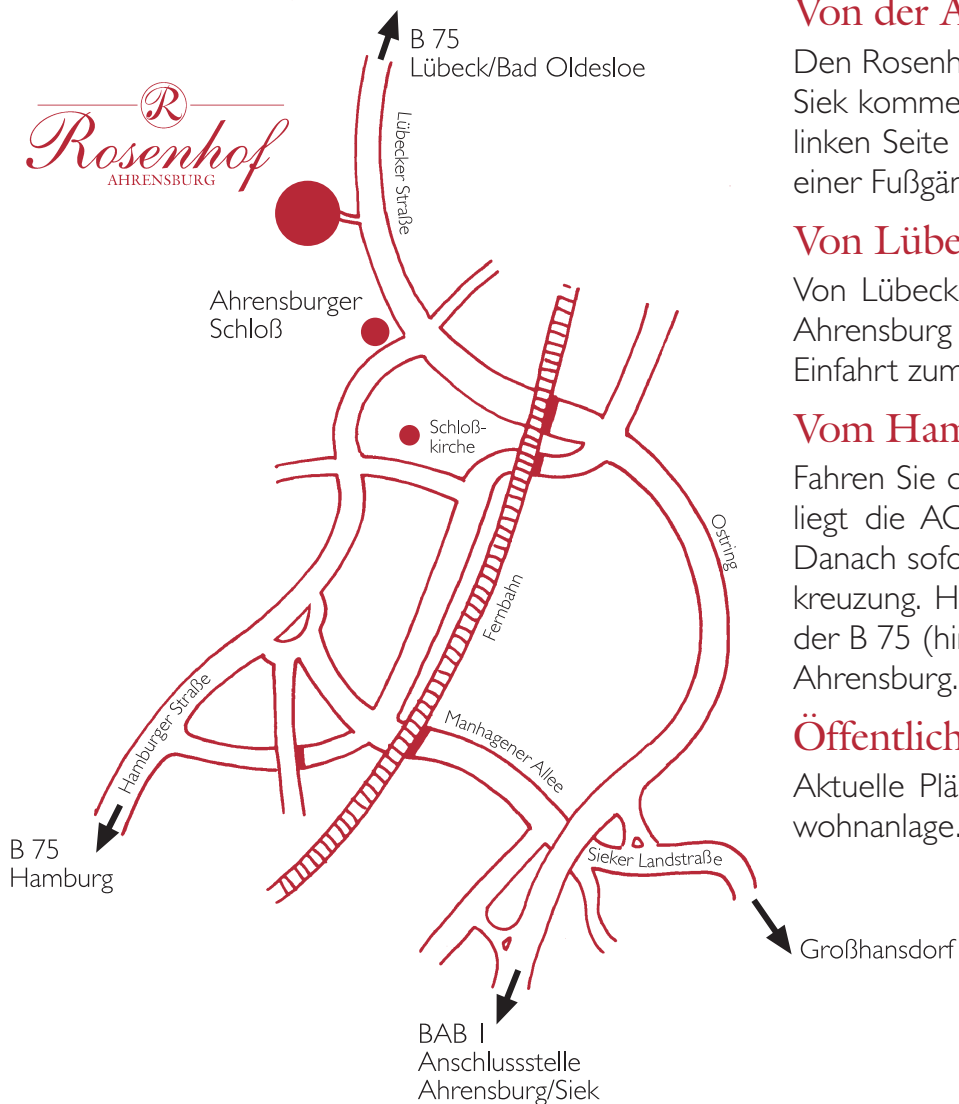 B 75
Lübeck/Bad Oldesloe
R
Rosenhof
AHRENSBURG
Lübecker Straße
Ahrensburger
Schloß
Schloß-
kirche
Ostring
Fernbahn
Manhagener Allee
Hamburger Straße
B 75
Hamburg
Sieker Landstraße
Großhansdorf
BAB 1
Anschlussstelle
Ahrensburg/Siek
Von der A
Den Rosenh
Siek komme
linken Seite
einer Fußgän
Von Lübe
Von Lübeck
Ahrensburg
Einfahrt zum
Vom Ham
Fahren Sie d
liegt die AC
Danach sofo
kreuzung. H
der B 75 (hin
Ahrensburg.
Öffentlich
Aktuelle Plä
wohnanlage.